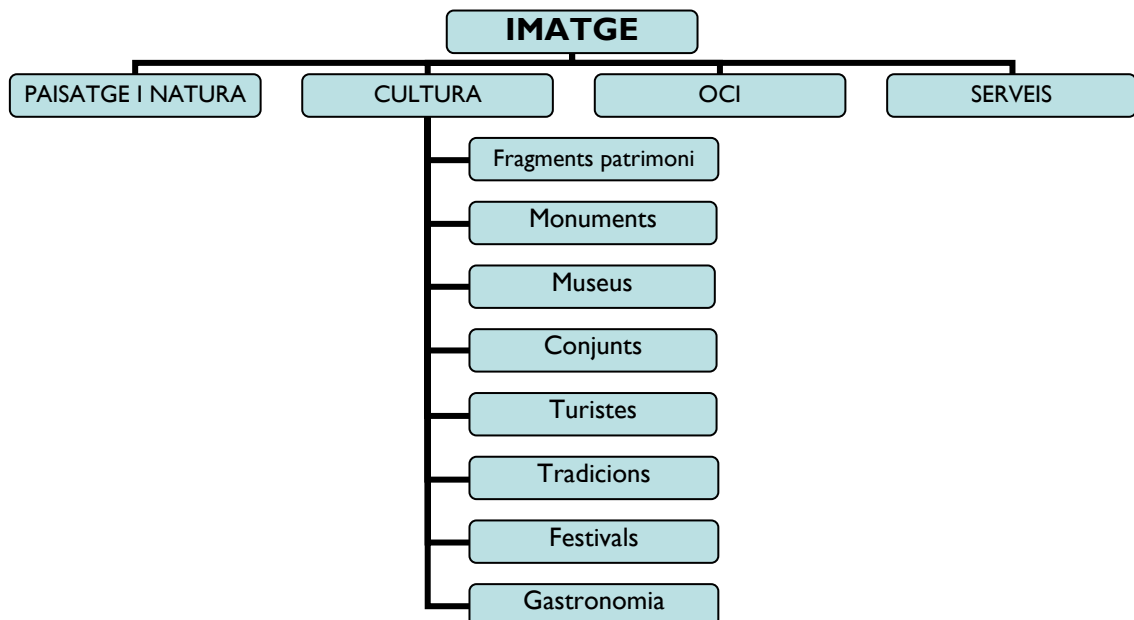 IMATGE
PAISATGE I NATURA
CULTURA
OCI
SERVEIS
Fragments patrimoni
Monuments
Museus
Conjunts
Turistes
Tradicions
Festivals
Gastronomia